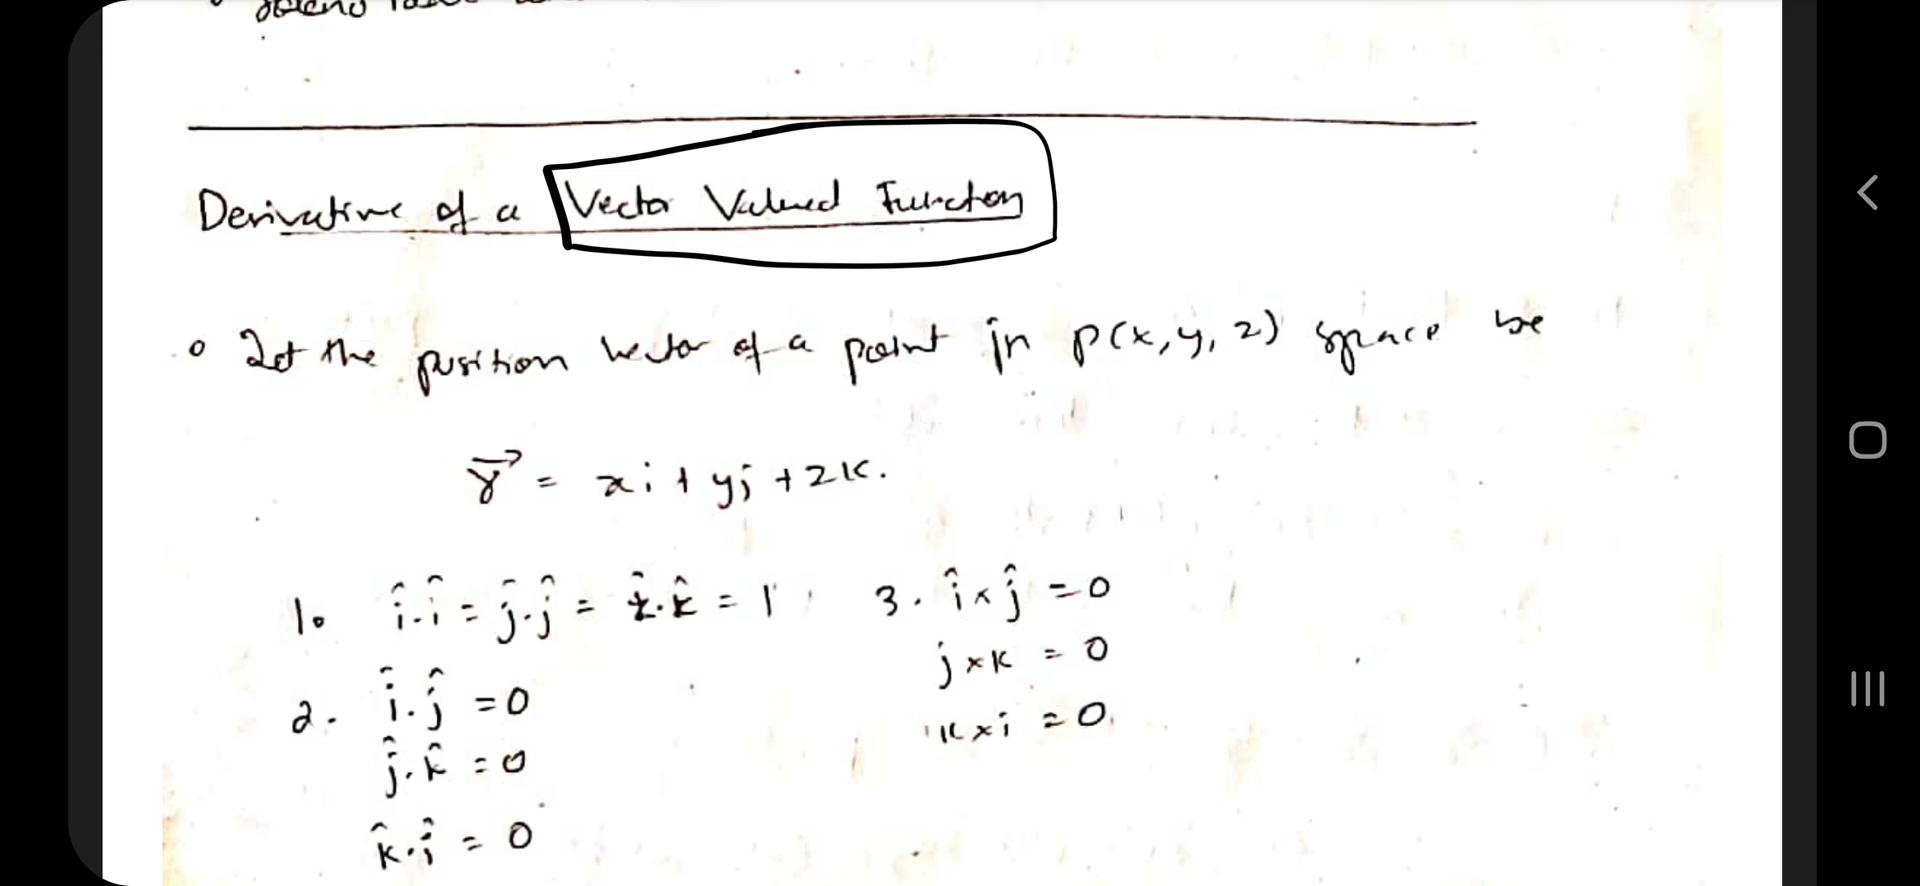 Derivative of a Vector Valued Function
Let the position vector of a point in P(x, y, z) space be
r⃗ = xi + yj + zk.
1. î.î = ĵ.ĵ = k̂.k̂ = 1
2. î.ĵ = 0
ĵ.k̂ = 0
k̂.î = 0
3. î × ĵ = 0
j × k = 0
k × i = 0.